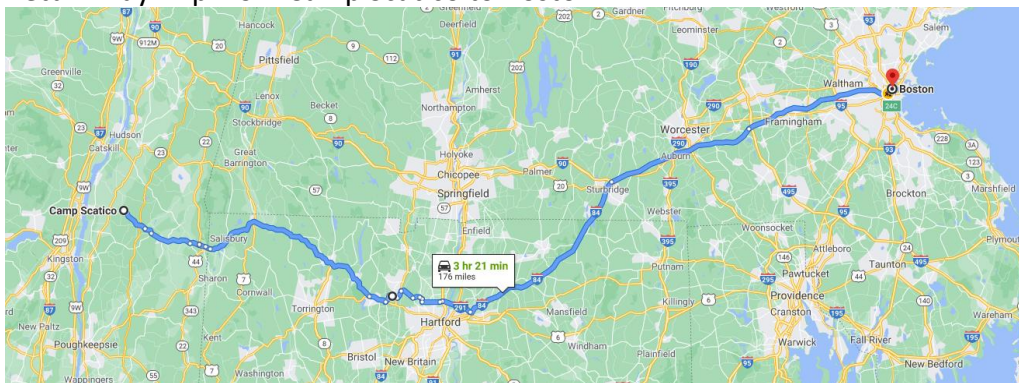 Hancock
Deerfield
Gardner
Leominster
Salem
Greenville
Pittsfield
Waltham
Boston
Lenox
Becket
Amherst
Northampton
Stockbridge
Worcester
Framingham
Hudson
Catskill
Great
Barrington
Holyoke
Chicopee
Palmer
Auburn
Springfield
Sturbridge
Brockton
Marshfield
Camp Scatico
Webster
Enfield
Woonsocket
Salisbury
Kingston
Sharon
Cornwall
3 hr 21 min
176 miles
Putnam
Attleboro
Taunton
Plymou
Pawtucket
Providence
Torrington
Hartford
Mansfield
Killingly
Cranston
Wareham
New Paltz
Kent
Poughkeepsie
Windham
Plainfield
Warwick
Fall River
Bristol
New Britain
New Bedford
Wappingers
Washington